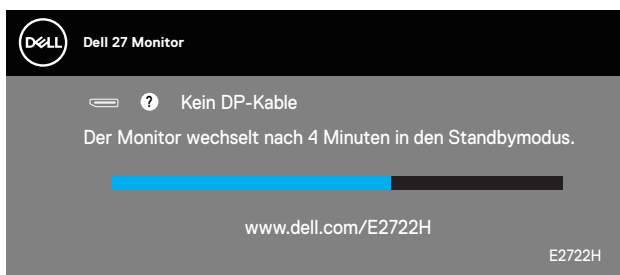 DELL Dell 27 Monitor
? Kein DP-Kable
Der Monitor wechselt nach 4 Minuten in den Standbymodus.
www.dell.com/E2722H
E2722H